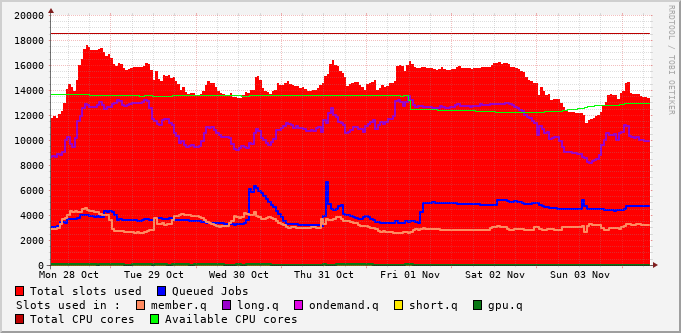 20000
18000
16000
14000
12000
10000
8000
6000
4000
2000
0
Mon 28 Oct Tue 29 Oct Wed 30 Oct Thu 31 Oct Fri 01 Nov Sat 02 Nov Sun 03 Nov
RRDTOOL / TOBI OETIKER
Total slots used Queued Jobs
Slots used in : member.q long.q ondemand.q short.q gpu.q
Total CPU cores Available CPU cores